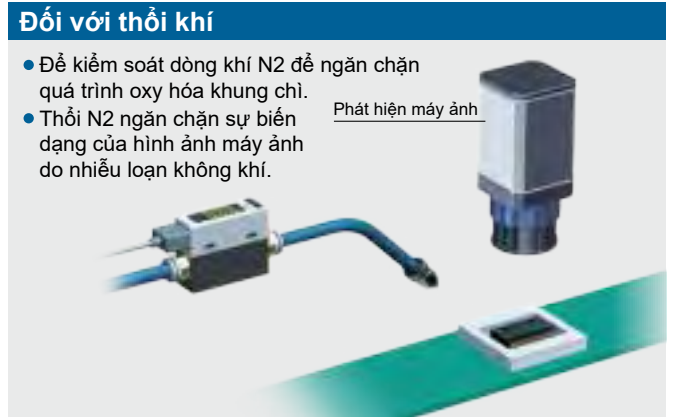 Đối với thổi khí
● Để kiểm soát dòng khí N2 để ngăn chặn
quá trình oxy hóa khung chì.
● Thổi N2 ngăn chặn sự biến
dạng của hình ảnh máy ảnh
do nhiễu loạn không khí.
Phát hiện máy ảnh